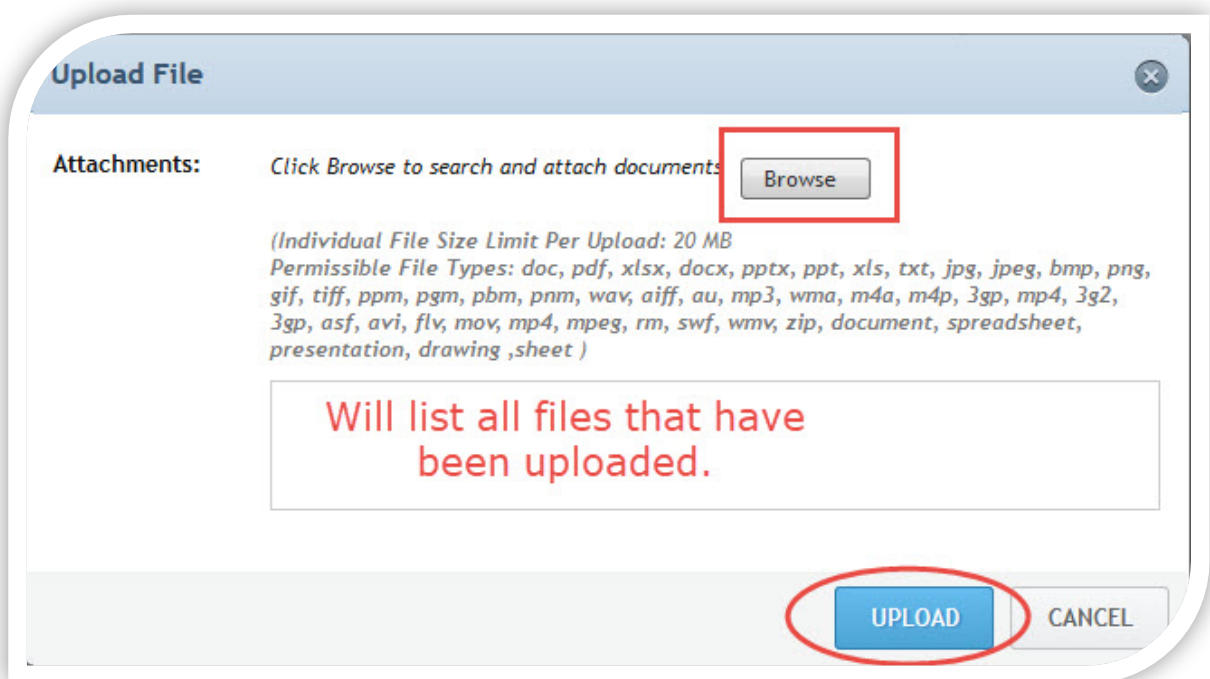 Upload File
Attachments:
Click Browse to search and attach documents
Browse
(Individual File Size Limit Per Upload: 20 MB
Permissible File Types: doc, pdf, xlsx, docx, pptx, ppt, xls, txt, jpg, jpeg, bmp, png,
gif, tiff, ppm, pgm, pbm, pnm, wav, aiff, au, mp3, wma, m4a, m4p, 3gp, mp4, 3g2,
3gp, asf, avi, flv, mov, mp4, mpeg, rm, swf, wmv, zip, document, spreadsheet,
presentation, drawing ,sheet )
Will list all files that have
been uploaded.
UPLOAD
CANCEL